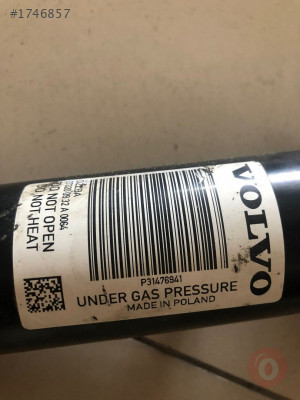 #1746857
VOLVO
P31476941
UNDER GAS PRESSURE
MADE IN POLAND
DO NOT OPEN
DO NOT HEAT